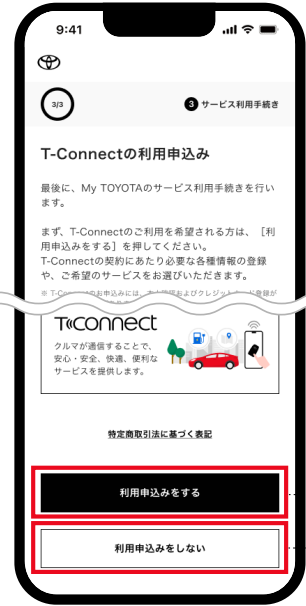 9:41
3/3
3 サービス利用手続き
T-Connectの利用申込み
最後に、My TOYOTAのサービス利用手続きを行い
ます。
まず、T-Connectのご利用を希望される方は、［利
用申込みをする］を押してください。
T-Connectの契約にあたり必要な各種情報の登録
や、ご希望のサービスをお選びいただきます。
T-Connect
クルマが通信することで、
安心・安全、快適、便利な
サービスを提供します。
特定商取引法に基づく表記
利用申込みをする
利用申込みをしない